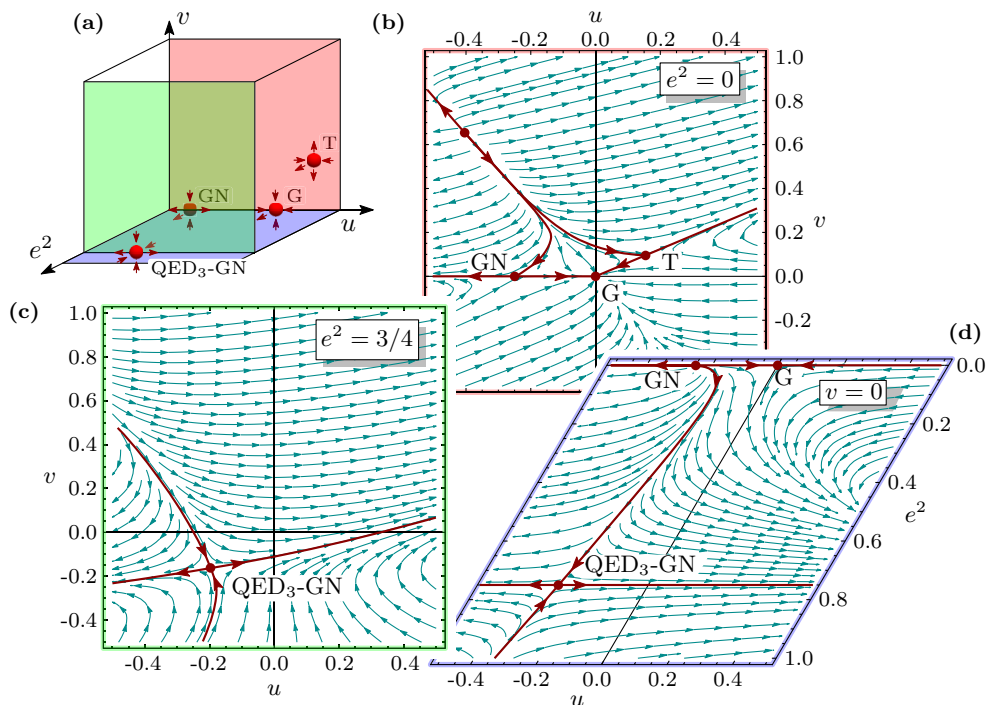 (a)
v
GN
G
T
u
e²
QED₃-GN
(b)
u
-0.4 -0.2 0.0 0.2 0.4
e² = 0
1.0
0.8
0.6
0.4
0.2
0.0
-0.2
v
GN
G
T
(c)
e² = 3/4
1.0
0.8
0.6
0.4
0.2
0.0
-0.2
-0.4
v
QED₃-GN
-0.4 -0.2 0.0 0.2 0.4
u
(d)
GN
G
v = 0
0.0
0.2
0.4
0.6
0.8
1.0
e²
QED₃-GN
-0.4 -0.2 0.0 0.2 0.4
u